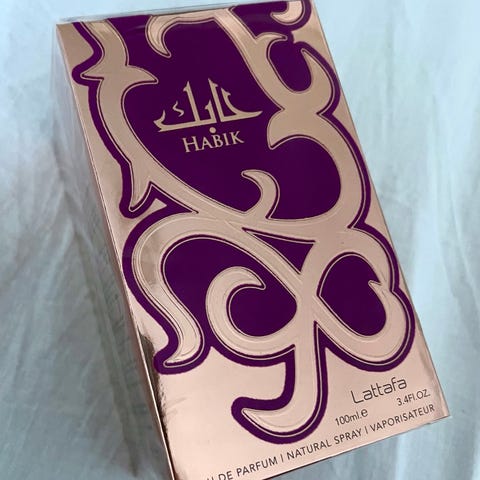 حابك
HABIK
Lattafa
100ml.e 3.4Fl.OZ.
DE PARFUM | NATURAL SPRAY | VAPORISATEUR